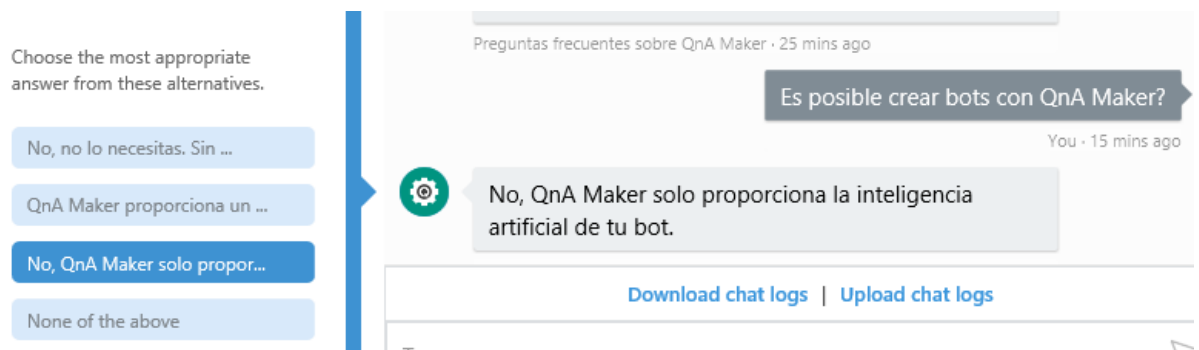 Choose the most appropriate
answer from these alternatives.
No, no lo necesitas. Sin ...
QnA Maker proporciona un ...
No, QnA Maker solo propor...
None of the above
Preguntas frecuentes sobre QnA Maker · 25 mins ago
Es posible crear bots con QnA Maker?
You · 15 mins ago
No, QnA Maker solo proporciona la inteligencia
artificial de tu bot.
Download chat logs | Upload chat logs